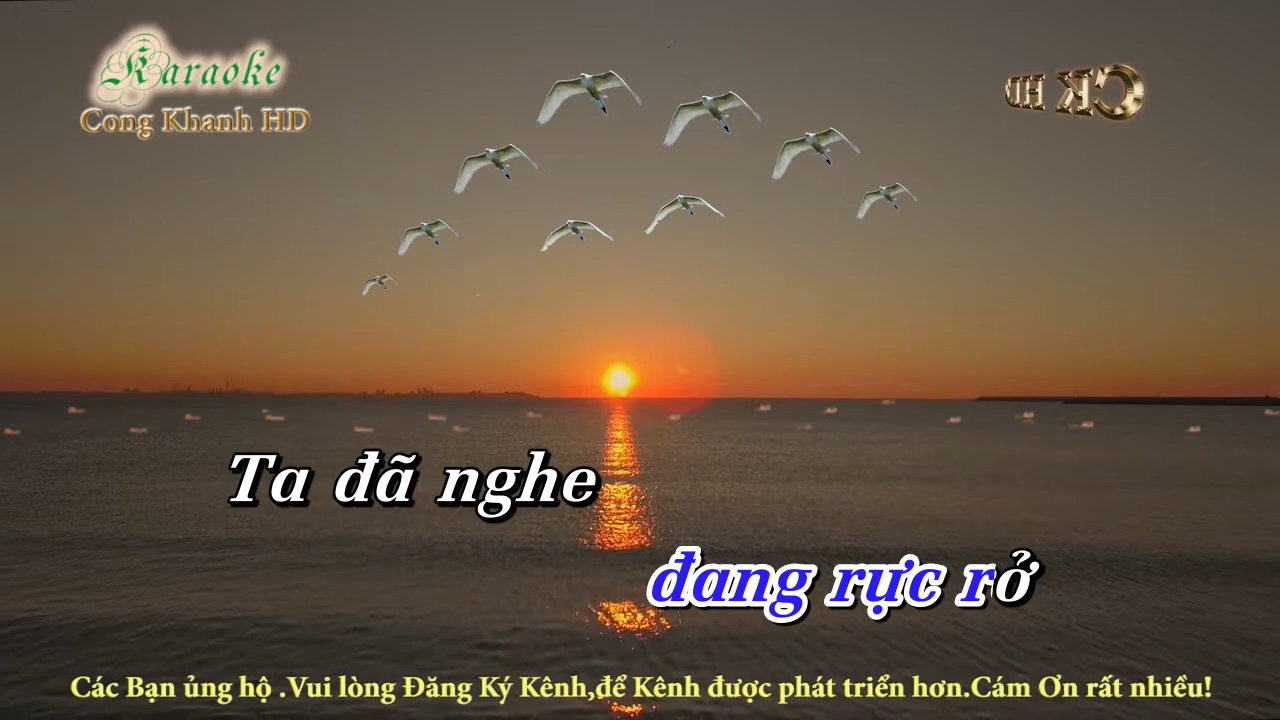 Karaoke
Cong Khanh HD
CK HD
Ta đã nghe
đang rực rở
Các Bạn ủng hộ .Vui lòng Đăng Ký Kênh,để Kênh được phát triển hơn.Cám Ơn rất nhiều!